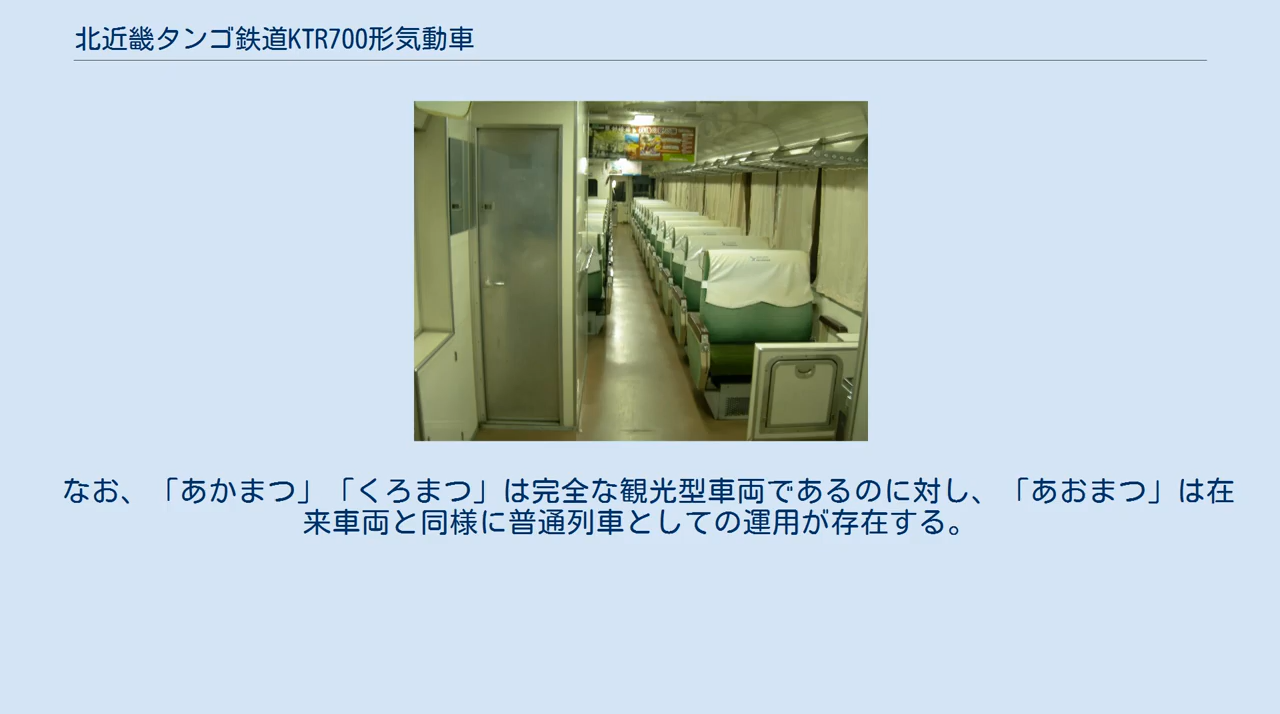 北近畿タンゴ鉄道KTR700形気動車
なお、「あかまつ」「くろまつ」は完全な観光型車両であるのに対し、「あおまつ」は在
来車両と同様に普通列車としての運用が存在する。